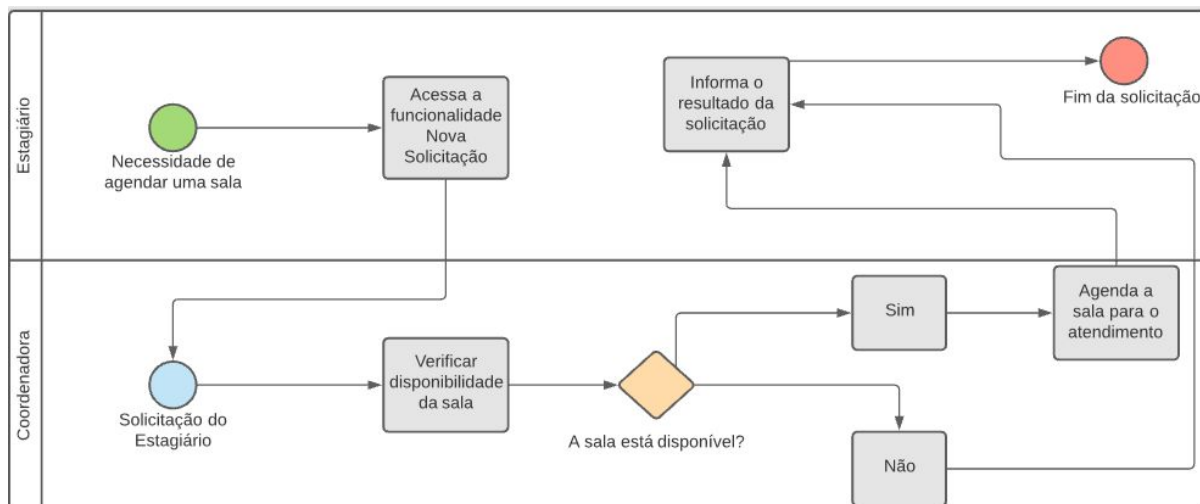 Estagiário
Necessidade de
agendar uma sala
Acessa a
funcionalidade
Nova
Solicitação
Informa o
resultado da
solicitação
Fim da solicitação
Coordenadora
Solicitação do
Estagiário
Verificar
disponibilidade
da sala
A sala está disponível?
Sim
Não
Agenda a
sala para o
atendimento